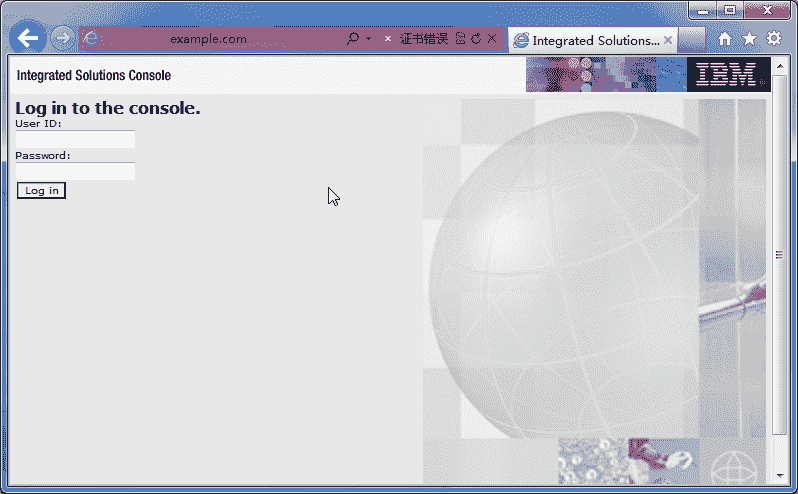 example.com
证书错误
Integrated Solutions...
Integrated Solutions Console
IBM
Log in to the console.
User ID:
Password:
Log in